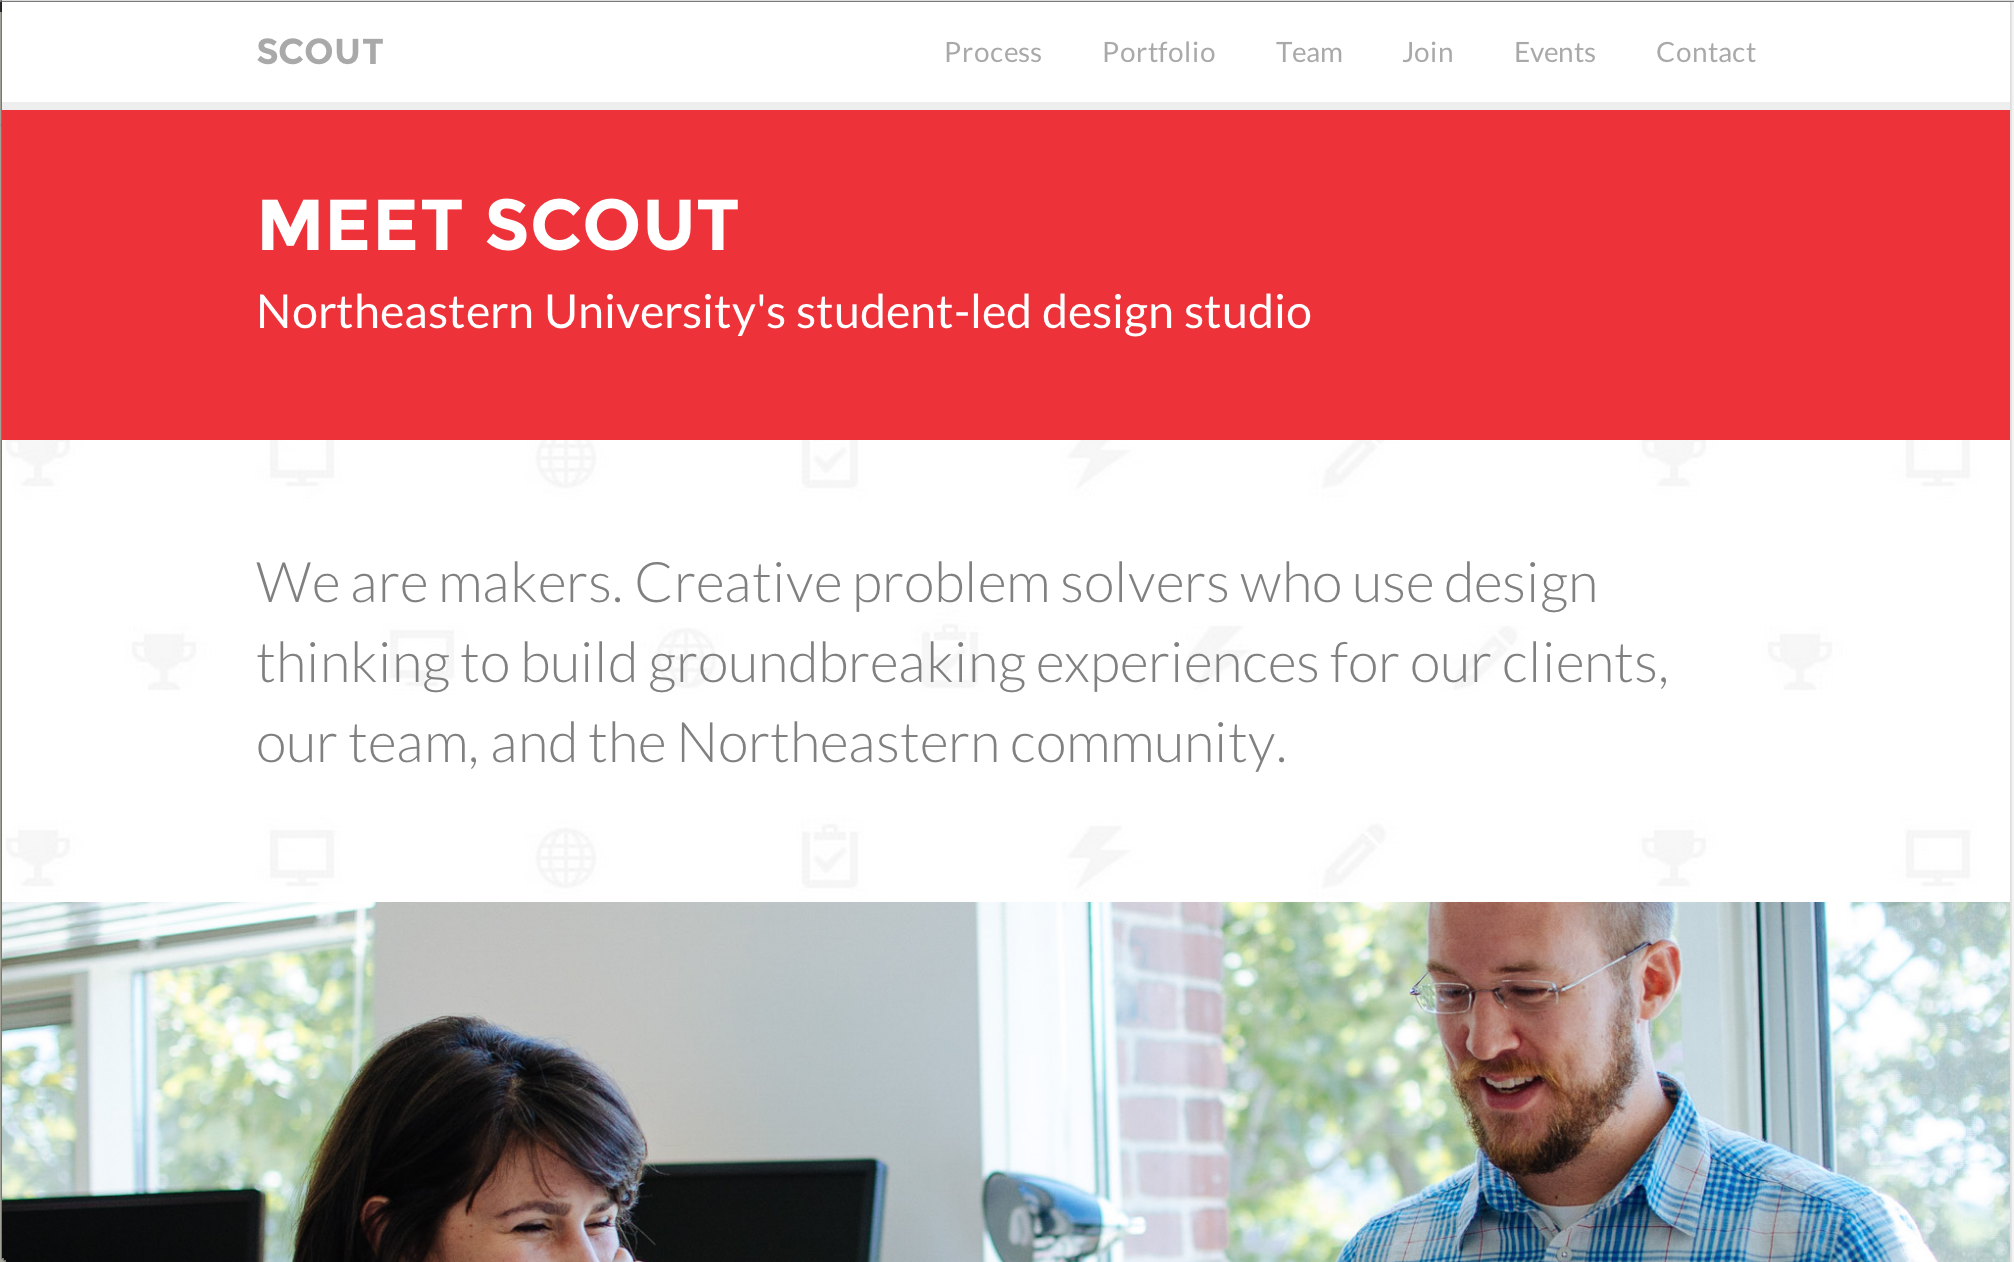 SCOUT
Process Portfolio Team Join Events Contact
MEET SCOUT
Northeastern University's student-led design studio
We are makers. Creative problem solvers who use design
thinking to build groundbreaking experiences for our clients,
our team, and the Northeastern community.